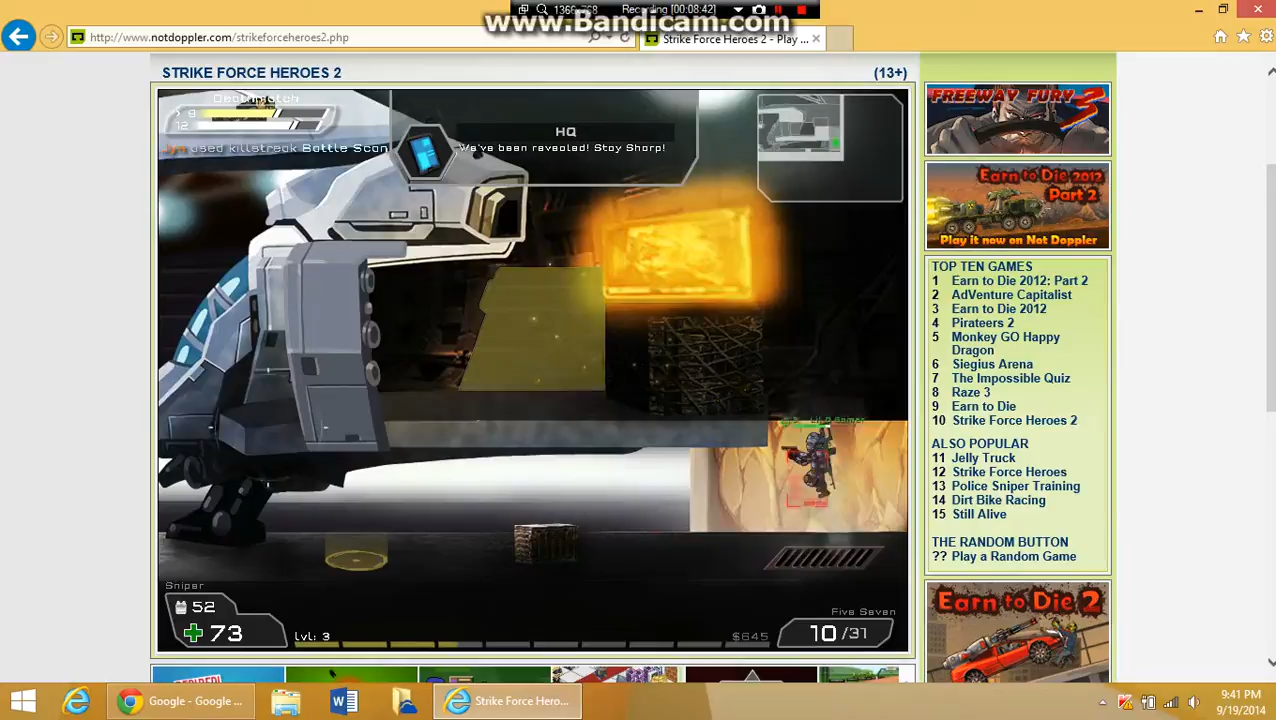 1366x768
Recording [00:08:42]
www.Bandicam.com
http://www.notdoppler.com/strikeforceheroes2.php
Strike Force Heroes 2 - Play ...
STRIKE FORCE HEROES 2
(13+)
Deathmatch
8
12
used killstreak Battle Scan
HQ
We've been revealed! Stay Sharp!
Sniper
52
73
lvl: 3
$645
Five Seven
10/31
FREEWAY FURY 3
Earn to Die 2012
Part 2
Play it now on Not Doppler
TOP TEN GAMES
1 Earn to Die 2012: Part 2
2 AdVenture Capitalist
3 Earn to Die 2012
4 Pirateers 2
5 Monkey GO Happy
Dragon
6 Siegius Arena
7 The Impossible Quiz
8 Raze 3
9 Earn to Die
10 Strike Force Heroes 2
ALSO POPULAR
11 Jelly Truck
12 Strike Force Heroes
13 Police Sniper Training
14 Dirt Bike Racing
15 Still Alive
THE RANDOM BUTTON
?? Play a Random Game
Earn to Die 2
Google - Google ...
Strike Force Hero...
9:41 PM
9/19/2014